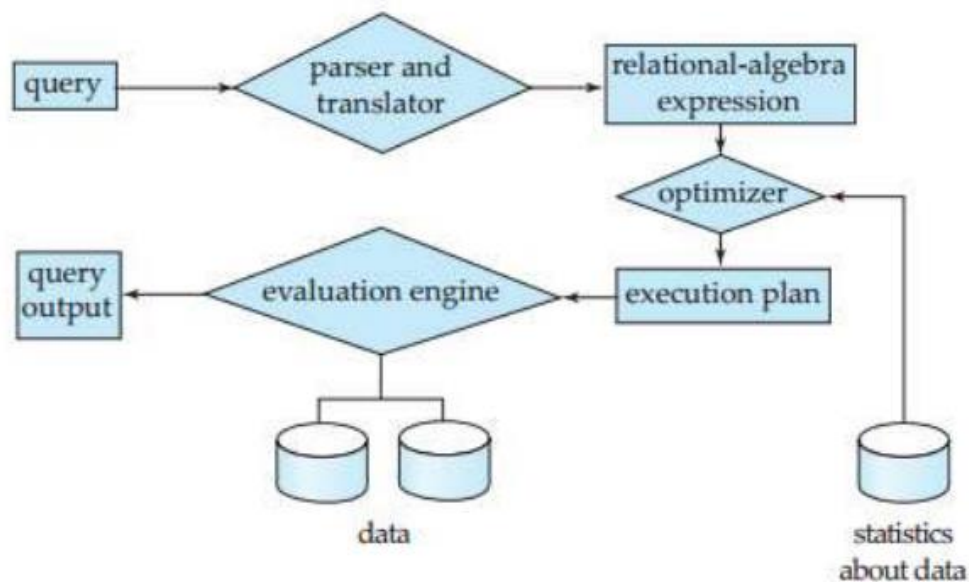 query
parser and
translator
relational-algebra
expression
optimizer
query
output
evaluation engine
execution plan
data
statistics
about data